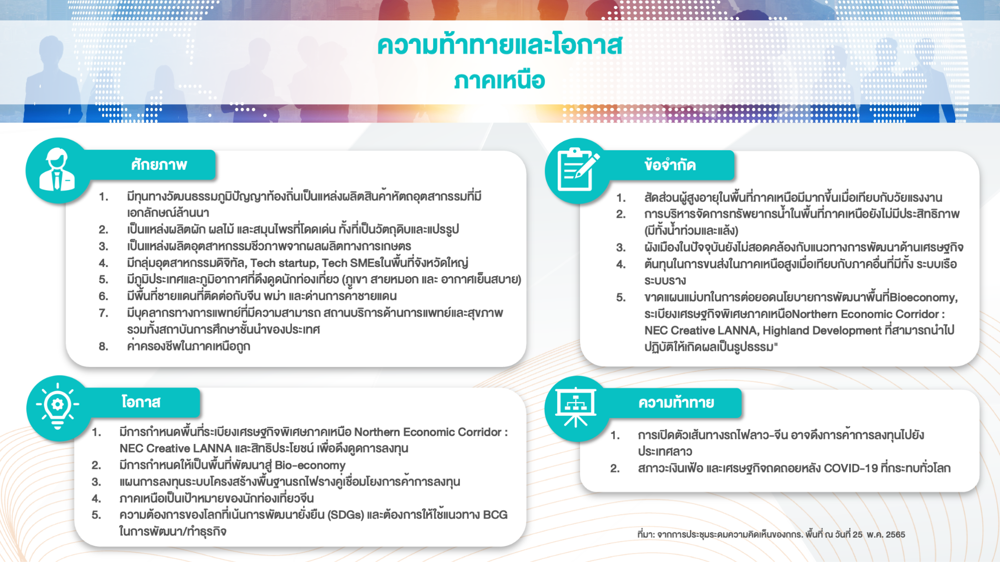 ความท้าทายและโอกาส
ภาคเหนือ
ศักยภาพ
1. มีทุนทางวัฒนธรรมภูมิปัญญาท้องถิ่นเป็นแหล่งผลิตสินค้าหัตถอุตสากรรมที่มี
เอกลักษณ์ล้านนา
2. เป็นแหล่งผลิตผัก ผลไม้ และสมุนไพรที่โดดเด่น ทั้งที่เป็นวัตถุดิบและแปรรูป
3. เป็นแหล่งผลิตอุตสาหกรรมชีวภาพจากผลผลิตทางการเกษตร
4. มีกลุ่มอุตสาหกรรมดิจิทัล, Tech startup, Tech SMEsในพื้นที่จังหวัดใหญ่
5. มีภูมิประเทศและภูมิอากาศที่ดึงดูดนักท่องเที่ยว (ภูเขา สายหมอก และ อากาศเย็นสบาย)
6. มีพื้นที่ชายแดนที่ติดต่อกับจีน พม่า และด่านการค้าชายแดน
7. มีบุคลากรทางการแพทย์ที่มีความสามารถ สถานบริการด้านการแพทย์และสุขภาพ
รวมทั้งสถาบันการศึกษาชั้นนำของประเทศ
8. ค่าครองชีพในภาคเหนือถูก
ข้อจำกัด
1. สัดส่วนผู้สูงอายุในพื้นที่ภาคเหนือมีมากขึ้นเมื่อเทียบกับวัยแรงงาน
2. การบริหารจัดการทรัพยากรน้ำในพื้นที่ภาคเหนือยังไม่มีประสิทธิภาพ
(มีทั้งน้ำท่วมและแล้ง)
3. ผังเมืองในปัจจุบันยังไม่สอดคล้องกับแนวทางการพัฒนาด้านเศรษฐกิจ
4. ต้นทุนในการขนส่งในภาคเหนือสูงเมื่อเทียบกับภาคอื่นที่มีทั้ง ระบบเรือ
ระบบราง
5. ขาดแผนแม่บทในการต่อยอดนโยบายการพัฒนาพื้นที่Bioeconomy,
ระเบียงเศรษฐกิจพิเศษภาคเหนือNorthern Economic Corridor :
NEC Creative LANNA, Highland Development ที่สามารถนำไป
ปฏิบัติให้เกิดผลเป็นรูปธรรม"
โอกาส
1. มีการกำหนดพื้นที่ระเบียงเศรษฐกิจพิเศษภาคเหนือ Northern Economic Corridor :
NEC Creative LANNA และสิทธิประโยชน์ เพื่อดึงดูดการลงทุน
2. มีการกำหนดให้เป็นพื้นที่พัฒนาสู่ Bio-economy
3. แผนการลงทุนระบบโครงสร้างพื้นฐานรถไฟรางคู่เชื่อมโยงการค้าการลงทุน
4. ภาคเหนือเป็นเป้าหมายของนักท่องเที่ยวจีน
5. ความต้องการของโลกที่เน้นการพัฒนายั่งยืน (SDGs) และต้องการให้ใช้แนวทาง BCG
ในการพัฒนา/ทำธุรกิจ
ความท้าทาย
1. การเปิดตัวเส้นทางรถไฟลาว-จีน อาจดึงการค้าการลงทุนไปยัง
ประเทศลาว
2. สภาวะเงินเฟ้อ และเศรษฐกิจถดถอยหลัง COVID-19 ที่กระทบทั่วโลก
ที่มา: จากการประชุมระดมความคิดเห็นของกกร. พื้นที่ ณ วันที่ 25 พ.ค. 2565